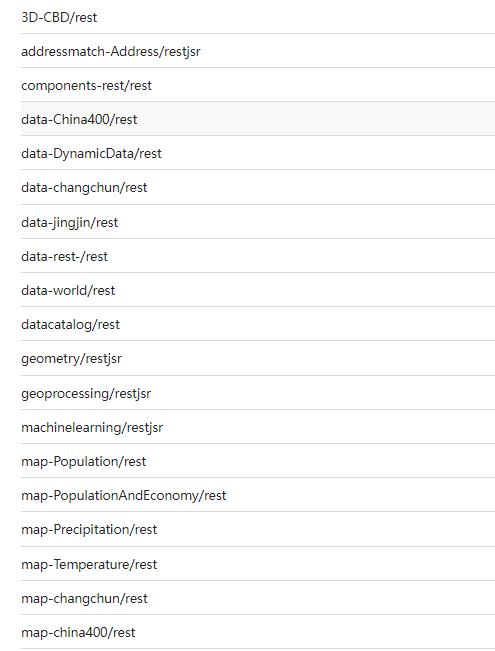 3D-CBD/rest
addressmatch-Address/restjsr
components-rest/rest
data-China400/rest
data-DynamicData/rest
data-changchun/rest
data-jingjin/rest
data-rest-/rest
data-world/rest
datacatalog/rest
geometry/restjsr
geoprocessing/restjsr
machinelearning/restjsr
map-Population/rest
map-PopulationAndEconomy/rest
map-Precipitation/rest
map-Temperature/rest
map-changchun/rest
map-china400/rest